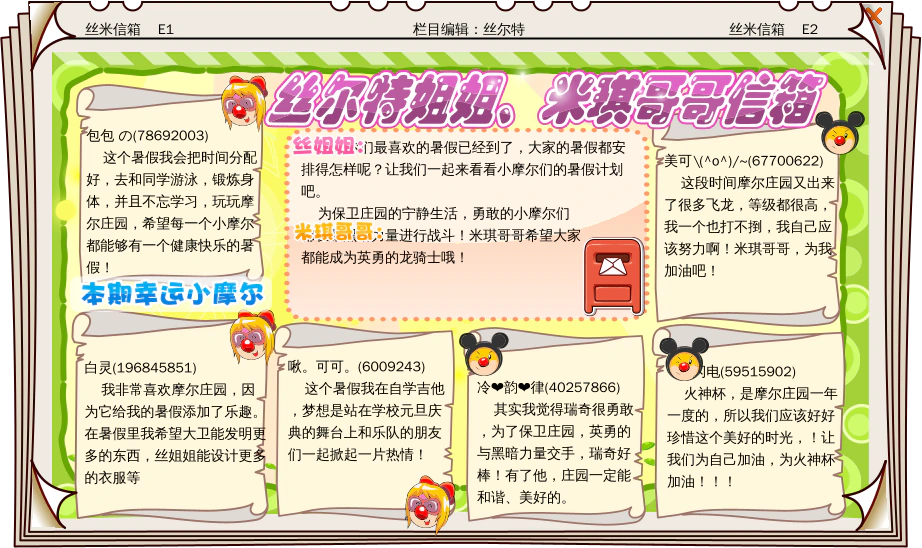 丝米信箱 E1
栏目编辑：丝尔特
丝米信箱 E2
丝尔特姐姐、米琪哥哥信箱
包包 の(78692003)
这个暑假我会把时间分配
好，去和同学游泳，锻炼身
体，并且不忘学习，玩玩摩
尔庄园，希望每一个小摩尔
都能够有一个健康快乐的暑
假！
丝姐姐:
们最喜欢的暑假已经到了，大家的暑假都安
排得怎样呢？让我们一起来看看小摩尔们的暑假计划
吧。
为保卫庄园的宁静生活，勇敢的小摩尔们
米琪哥哥:
量进行战斗！米琪哥哥希望大家
都能成为英勇的龙骑士哦！
美可\(^o^)/~(67700622)
这段时间摩尔庄园又出来
了很多飞龙，等级都很高，
我一个也打不捌，我自己应
该努力啊！米琪哥哥，为我
加油吧！
本期幸运小摩尔
白灵(196845851)
我非常喜欢摩尔庄园，因
为它给我的暑假添加了乐趣。
在暑假里我希望大卫能发明更
多的东西，丝姐姐能设计更多
的衣服等
啾。可可。(6009243)
这个暑假我在自学吉他
，梦想是站在学校元旦庆
典的舞台上和乐队的朋友
们一起掀起一片热情！
冷❤韵❤律(40257866)
其实我觉得瑞奇很勇敢
，为了保卫庄园，英勇的
与黑暗力量交手，瑞奇好
棒！有了他，庄园一定能
和谐、美好的。
闪电(59515902)
火神杯，是摩尔庄园一年
一度的，所以我们应该好好
珍惜这个美好的时光，！让
我们为自己加油，为火神杯
加油！！！